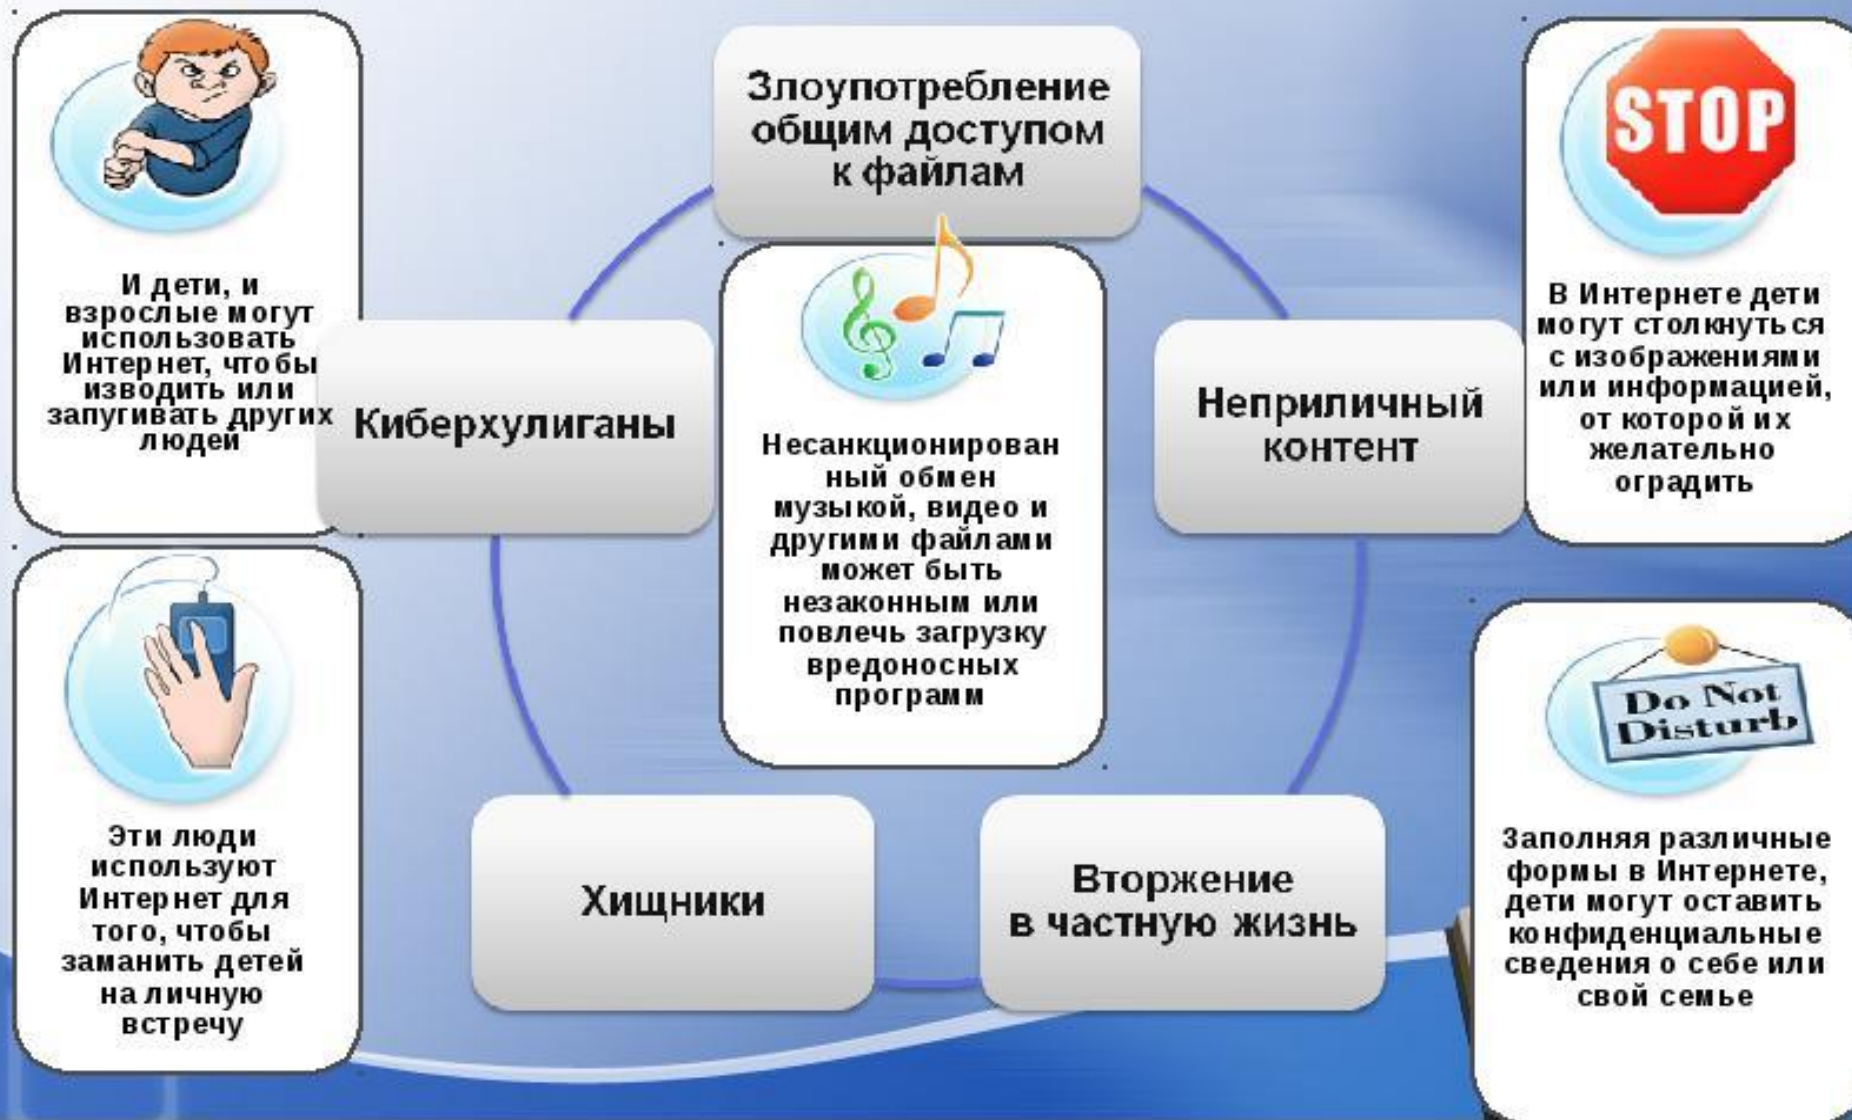 Злоупотребление
общим доступом
к файлам
STOP
И дети, и
взрослые могут
использовать
Интернет, чтобы
изводить или
запугивать других
людей
Киберхулиганы
Несанкционирован
ный обмен
музыкой, видео и
другими файлами
может быть
незаконным или
повлечь загрузку
вредоносных
программ
Неприличный
контент
В Интернете дети
могут столкнуться
с изображениями
или информацией,
от которой их
желательно
оградить
Эти люди
используют
Интернет для
того, чтобы
заманить детей
на личную
встречу
Хищники
Вторжение
в частную жизнь
Do Not
Disturb
Заполняя различные
формы в Интернете,
дети могут оставить
конфиденциальные
сведения о себе или
свой семье